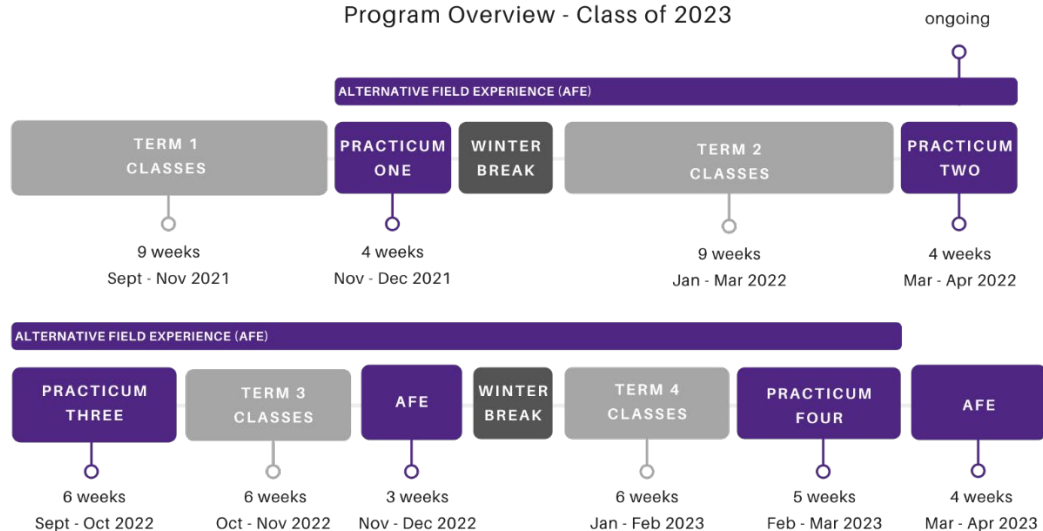 Program Overview - Class of 2023
ongoing
ALTERNATIVE FIELD EXPERIENCE (AFE)
TERM 1
CLASSES
PRACTICUM
ONE
WINTER
BREAK
TERM 2
CLASSES
PRACTICUM
TWO
9 weeks
Sept - Nov 2021
4 weeks
Nov - Dec 2021
9 weeks
Jan - Mar 2022
4 weeks
Mar - Apr 2022
ALTERNATIVE FIELD EXPERIENCE (AFE)
PRACTICUM
THREE
TERM 3
CLASSES
AFE
WINTER
BREAK
TERM 4
CLASSES
PRACTICUM
FOUR
AFE
6 weeks
Sept - Oct 2022
6 weeks
Oct - Nov 2022
3 weeks
Nov - Dec 2022
6 weeks
Jan - Feb 2023
5 weeks
Feb - Mar 2023
4 weeks
Mar - Apr 2023